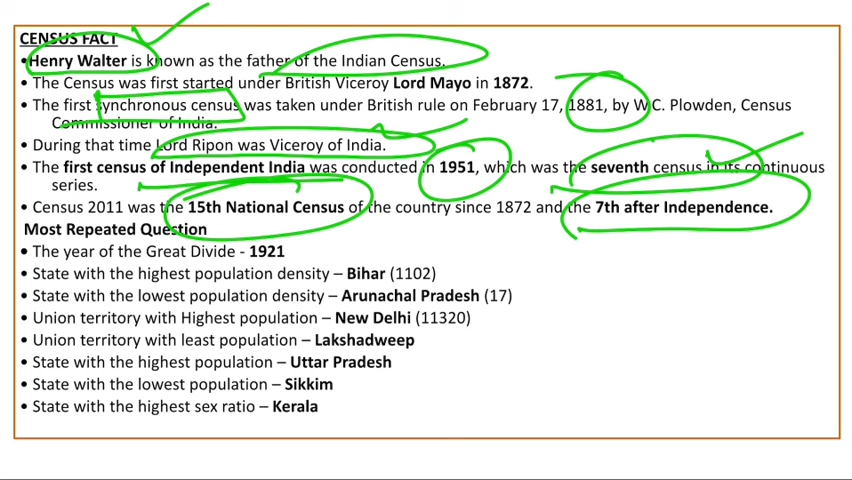 CENSUS FACT
•Henry Walter is known as the father of the Indian Census.
• The Census was first started under British Viceroy Lord Mayo in 1872.
• The first synchronous census was taken under British rule on February 17, 1881, by W.C. Plowden, Census
Commissioner of India.
• During that time Lord Ripon was Viceroy of India.
• The first census of Independent India was conducted in 1951, which was the seventh census in its continuous
series.
• Census 2011 was the 15th National Census of the country since 1872 and the 7th after Independence.
Most Repeated Question
• The year of the Great Divide - 1921
• State with the highest population density – Bihar (1102)
• State with the lowest population density – Arunachal Pradesh (17)
• Union territory with Highest population – New Delhi (11320)
• Union territory with least population – Lakshadweep
• State with the highest population – Uttar Pradesh
• State with the lowest population – Sikkim
• State with the highest sex ratio – Kerala